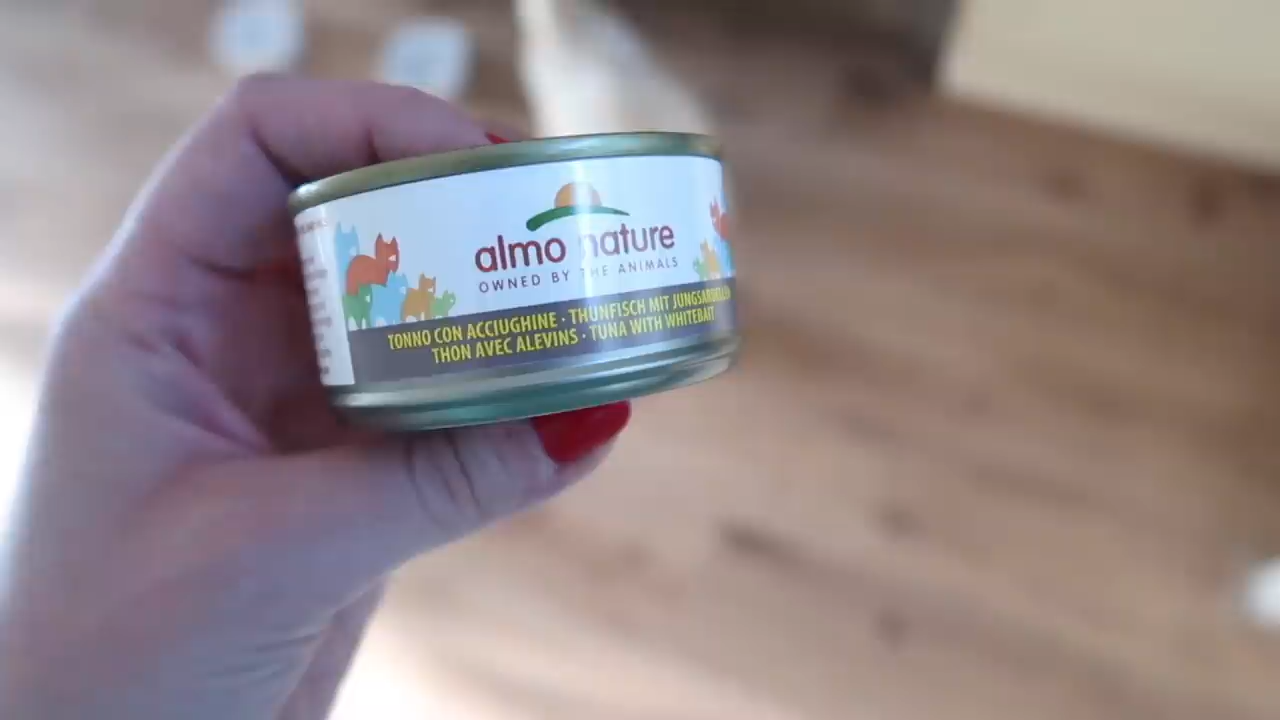 almo nature
OWNED BY THE ANIMALS
TONNO CON ACCIUGHINE · THUNFISCH MIT JUNGSARDELLEN
THON AVEC ALEVINS · TUNA WITH WHITEBAIT